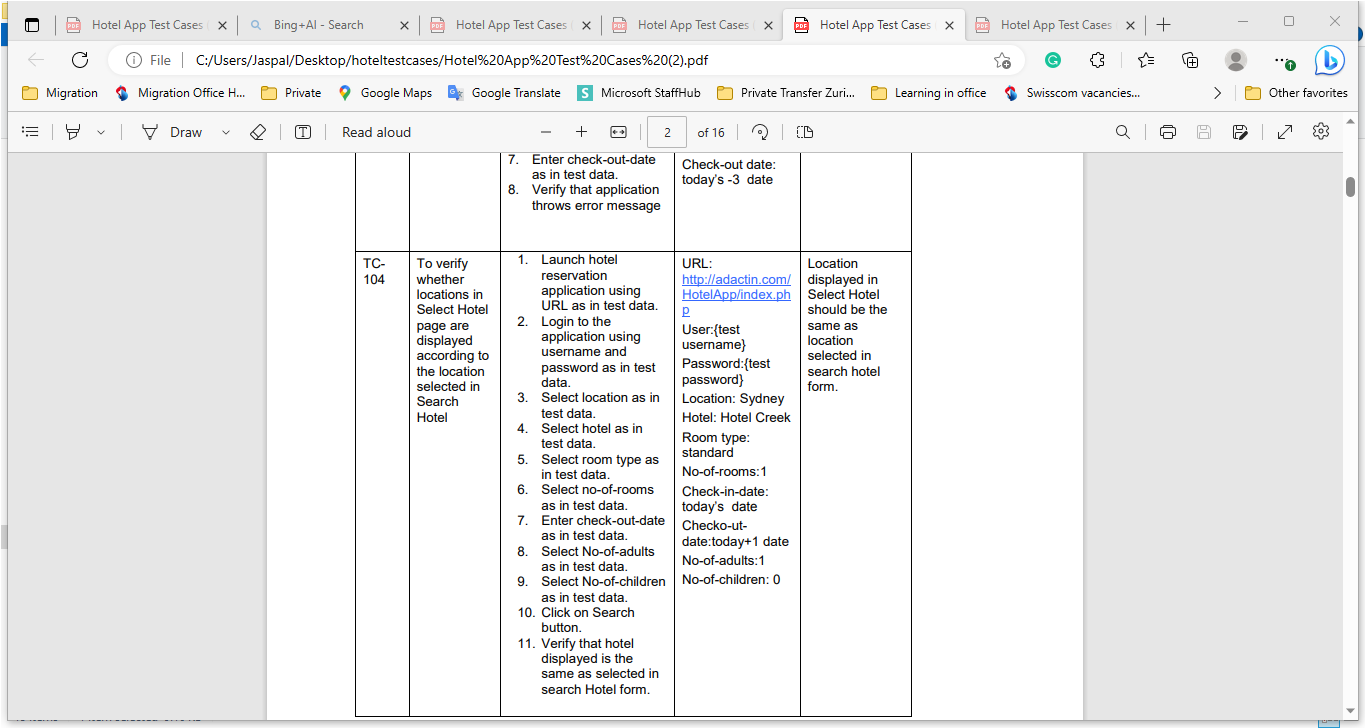 Hotel App Test Cases
Bing+AI - Search
Hotel App Test Cases
Hotel App Test Cases
Hotel App Test Cases
Hotel App Test Cases
File
C:/Users/Jaspal/Desktop/hoteltestcases/Hotel%20App%20Test%20Cases%20(2).pdf
Migration
Migration Office H...
Private
Google Maps
Google Translate
Microsoft StaffHub
Private Transfer Zuri...
Learning in office
Swisscom vacancies...
Other favorites
Draw
Read aloud
2
of 16
7. Enter check-out-date
as in test data.
8. Verify that application
throws error message
Check-out date:
today's -3 date
TC-
104
To verify
whether
locations in
Select Hotel
page are
displayed
according to
the location
selected in
Search
Hotel
1. Launch hotel
reservation
application using
URL as in test data.
2. Login to the
application using
username and
password as in test
data.
3. Select location as in
test data.
4. Select hotel as in
test data.
5. Select room type as
in test data.
6. Select no-of-rooms
as in test data.
7. Enter check-out-date
as in test data.
8. Select No-of-adults
as in test data.
9. Select No-of-children
as in test data.
10. Click on Search
button.
11. Verify that hotel
displayed is the
same as selected in
search Hotel form.
URL:
http://adactin.com/
HotelApp/index.ph
p
User:{test
username}
Password:{test
password}
Location: Sydney
Hotel: Hotel Creek
Room type:
standard
No-of-rooms:1
Check-in-date:
today's date
Checko-ut-
date:today+1 date
No-of-adults:1
No-of-children: 0
Location
displayed in
Select Hotel
should be the
same as
location
selected in
search hotel
form.